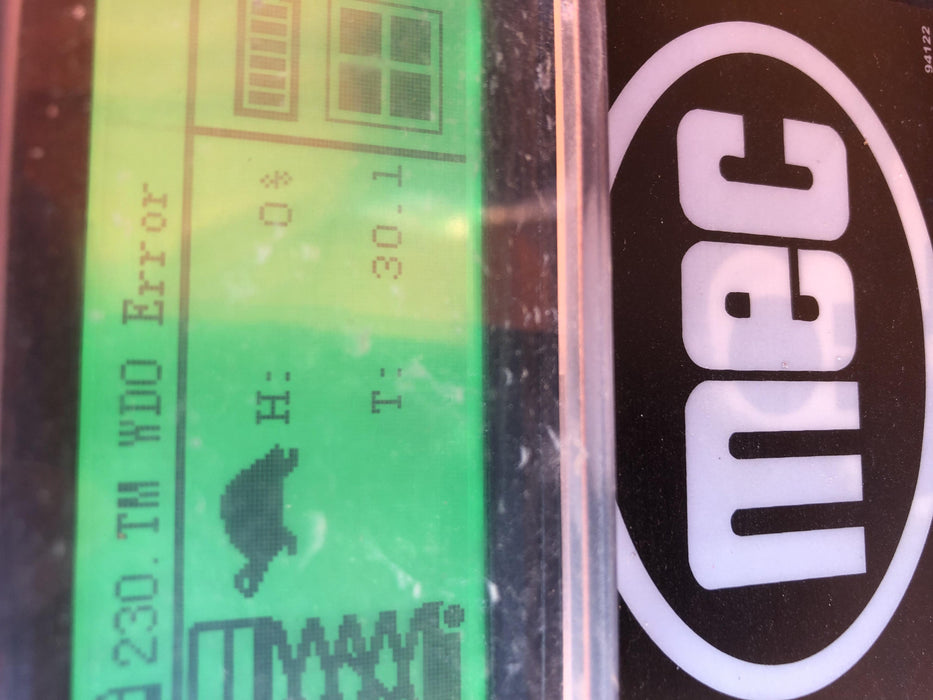 230.TM WDO Error
H: 0%
T: 30.1
mec
94122